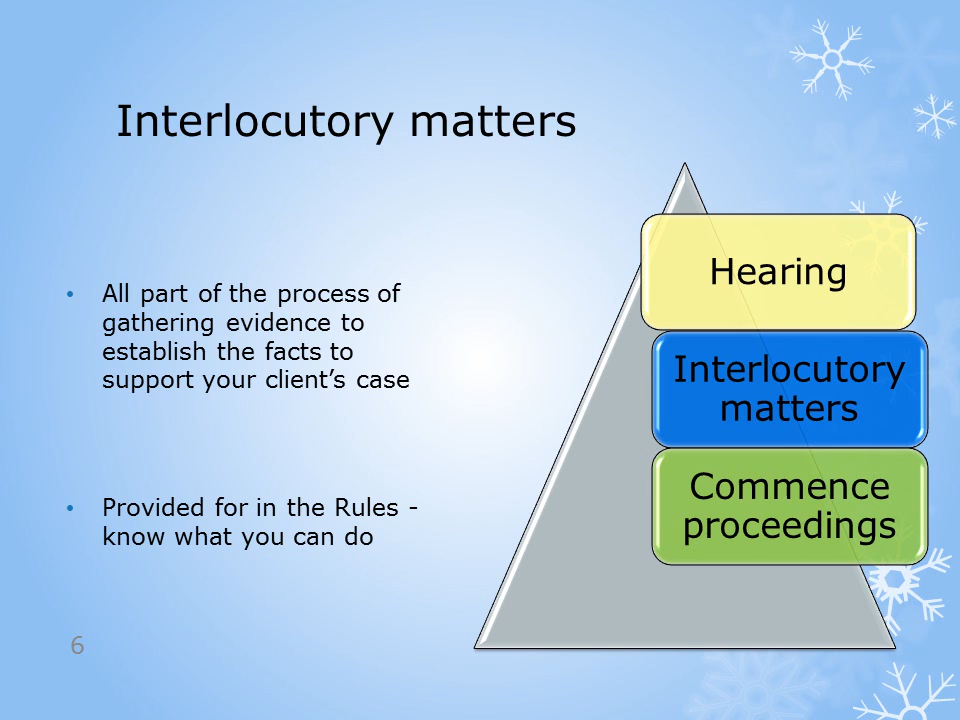 Interlocutory matters
• All part of the process of
gathering evidence to
establish the facts to
support your client’s case
• Provided for in the Rules -
know what you can do
Hearing
Interlocutory
matters
Commence
proceedings
6